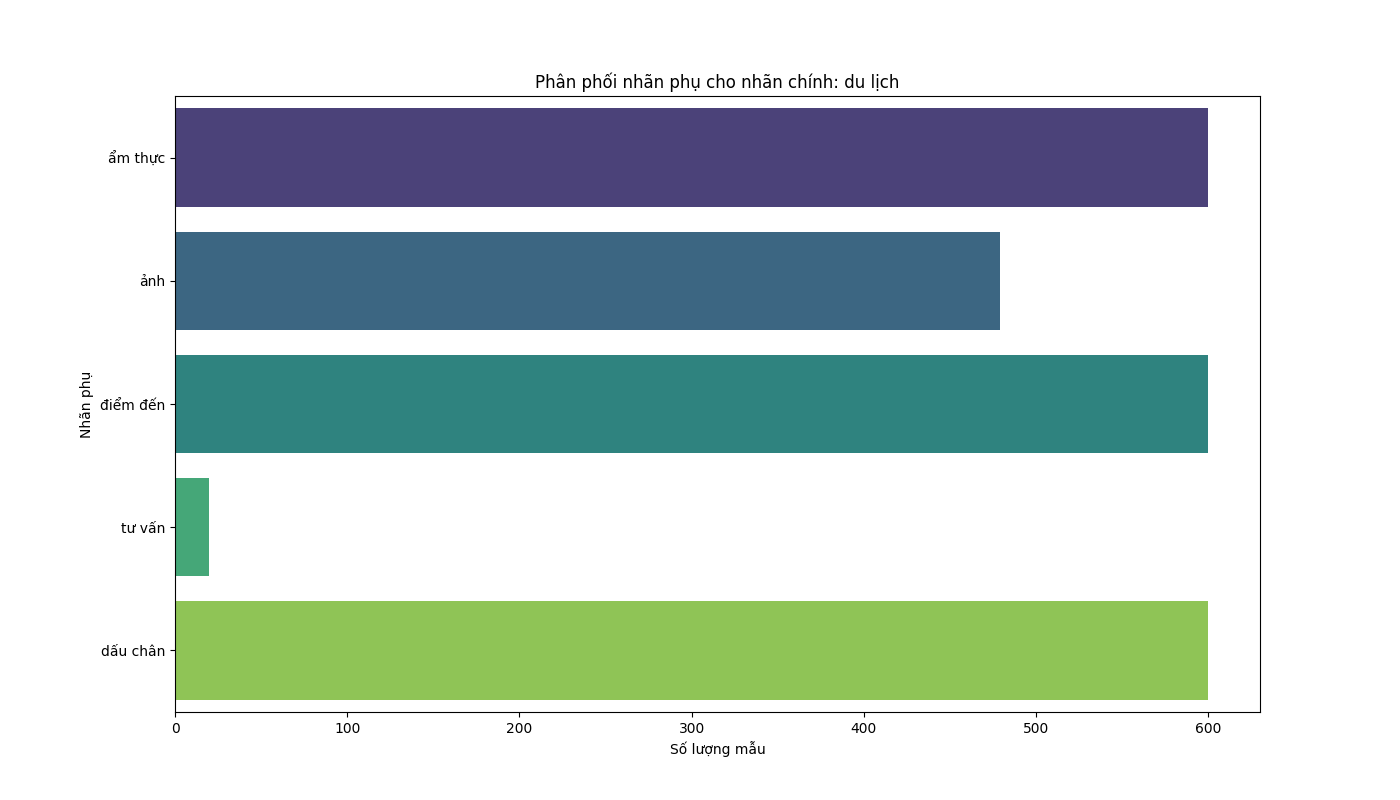 Phân phối nhãn phụ cho nhãn chính: du lịch
Nhãn phụ
ẩm thực
ảnh
điểm đến
tư vấn
dấu chân
0 100 200 300 400 500 600
Số lượng mẫu